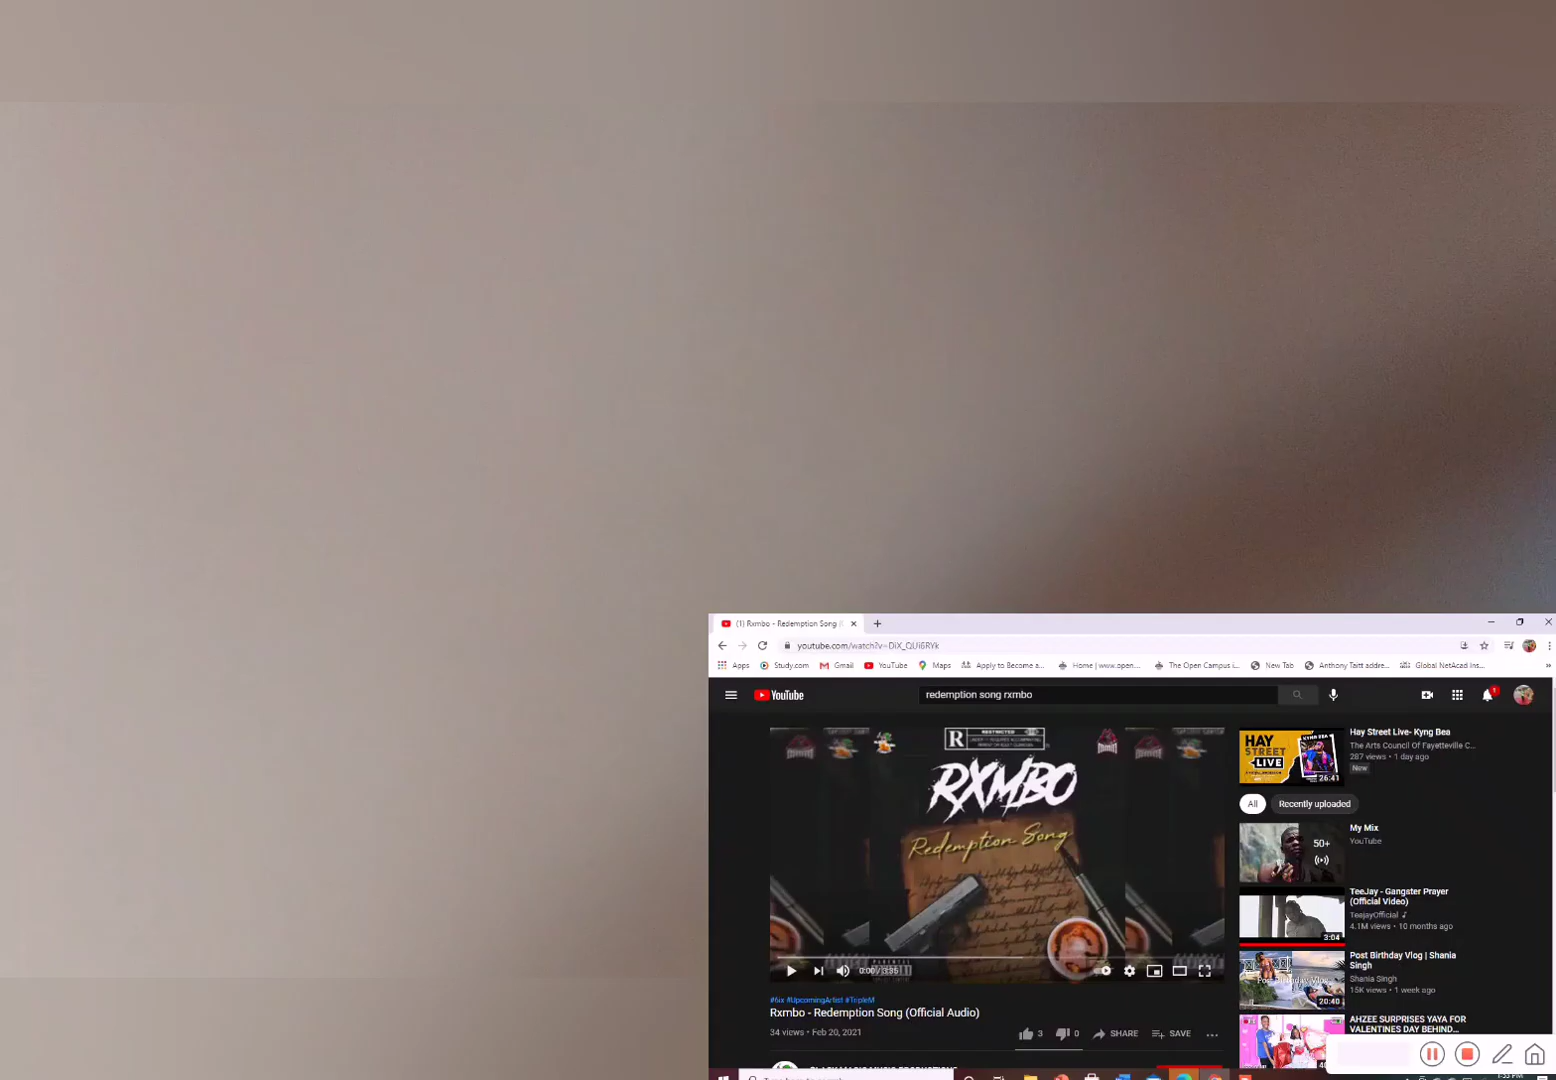 (1) Rxmbo - Redemption Song (
youtube.com/watch?v=DiX_QUi6RYk
Apps
Study.com
Gmail
YouTube
Maps
Apply to Become a...
Home | www.open...
The Open Campus i...
New Tab
Anthony Taitt addre...
Global NetAcad Ins...
»
YouTube
redemption song rxmbo
R
RESTRICTED
RXMBO
Redemption Song
0:00 / 3:35
#6ix #UpcomingArtist #TripleM
Rxmbo - Redemption Song (Official Audio)
34 views • Feb 20, 2021
3
0
SHARE
SAVE
HAY
STREET
LIVE
KYNG BEA
26:41
Hay Street Live- Kyng Bea
The Arts Council Of Fayetteville C...
287 views • 1 day ago
New
All
Recently uploaded
50+
My Mix
YouTube
3:04
TeeJay - Gangster Prayer
(Official Video)
TeejayOfficial
4.1M views • 10 months ago
Post Birthday Vlog
20:40
Post Birthday Vlog | Shania
Singh
Shania Singh
15K views • 1 week ago
AHZEE SURPRISES YAYA FOR
VALENTINES DAY BEHIND...